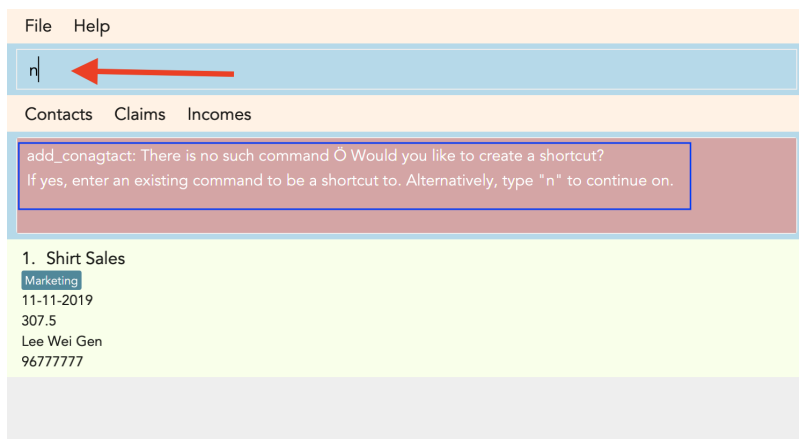 File Help
n
Contacts Claims Incomes
add_conagtact: There is no such command Ö Would you like to create a shortcut?
If yes, enter an existing command to be a shortcut to. Alternatively, type "n" to continue on.
1. Shirt Sales
Marketing
11-11-2019
307.5
Lee Wei Gen
96777777